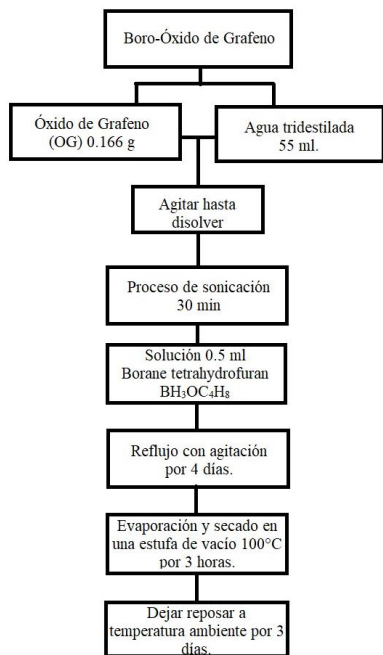 Boro-Óxido de Grafeno
Óxido de Grafeno
(OG) 0.166 g
Agua tridestilada
55 ml.
Agitar hasta
disolver
Proceso de sonicación
30 min
Solución 0.5 ml
Borane tetrahydrofuran
BH₃OC₄H₈
Reflujo con agitación
por 4 días.
Evaporación y secado en
una estufa de vacío 100°C
por 3 horas.
Dejar reposar a
temperatura ambiente por 3
días.